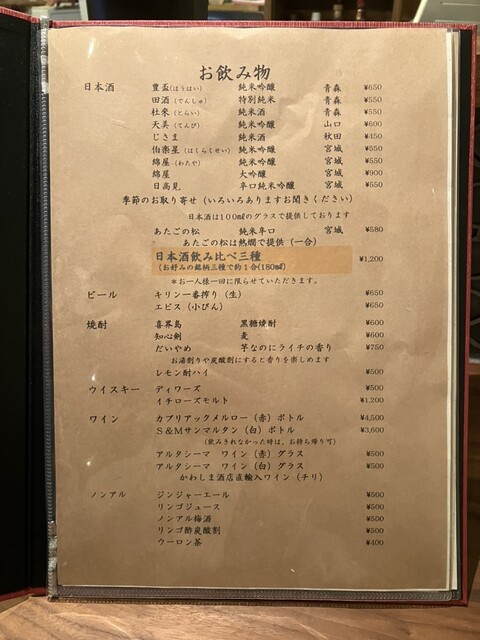 お飲み物
日本酒 豊盃(ほうはい) 純米吟醸 青森 ¥650
田酒(でんしゅ) 特別純米 青森 ¥550
杜來(とらい) 純米酒 青森 ¥550
天美(てんび) 純米吟醸 山口 ¥600
じさま 純米酒 秋田 ¥450
伯楽星(はくらくせい) 純米吟醸 宮城 ¥550
綿屋(わたや) 純米吟醸 宮城 ¥550
綿屋 大吟醸 宮城 ¥900
日高見 辛口純米吟醸 宮城 ¥550
季節のお取り寄せ(いろいろありますお聞きください)
日本酒は100㎖のグラスで提供しております
あたごの松 純米辛口 宮城 ¥580
あたごの松は熱燗で提供(一合)
日本酒飲み比べ三種 ¥1,200
(お好みの銘柄三種で約1合(180㎖)
*お一人様一回に限らせていただきます。
ビール キリン一番搾り(生) ¥650
エビス(小びん) ¥650
焼酎 喜界島 黒糖焼酎 ¥600
知心剣 麦 ¥600
だいやめ 芋なのにライチの香り ¥750
お湯割りや炭酸割にすると香りを楽しめます
レモン酎ハイ ¥500
ウイスキー ディワーズ ¥500
イチローズモルト ¥1,200
ワイン カブリアックメルロー(赤)ボトル ¥4,500
S&Mサンマルタン(白)ボトル ¥3,600
(飲みきれなかった時は、お持ち帰り可)
アルタシーマ ワイン(赤)グラス ¥500
アルタシーマ ワイン(白)グラス ¥500
かわしま酒店直輸入ワイン(チリ)
ノンアル ジンジャーエール ¥500
リンゴジュース ¥500
ノンアル梅酒 ¥500
リンゴ酢炭酸割 ¥500
ウーロン茶 ¥400